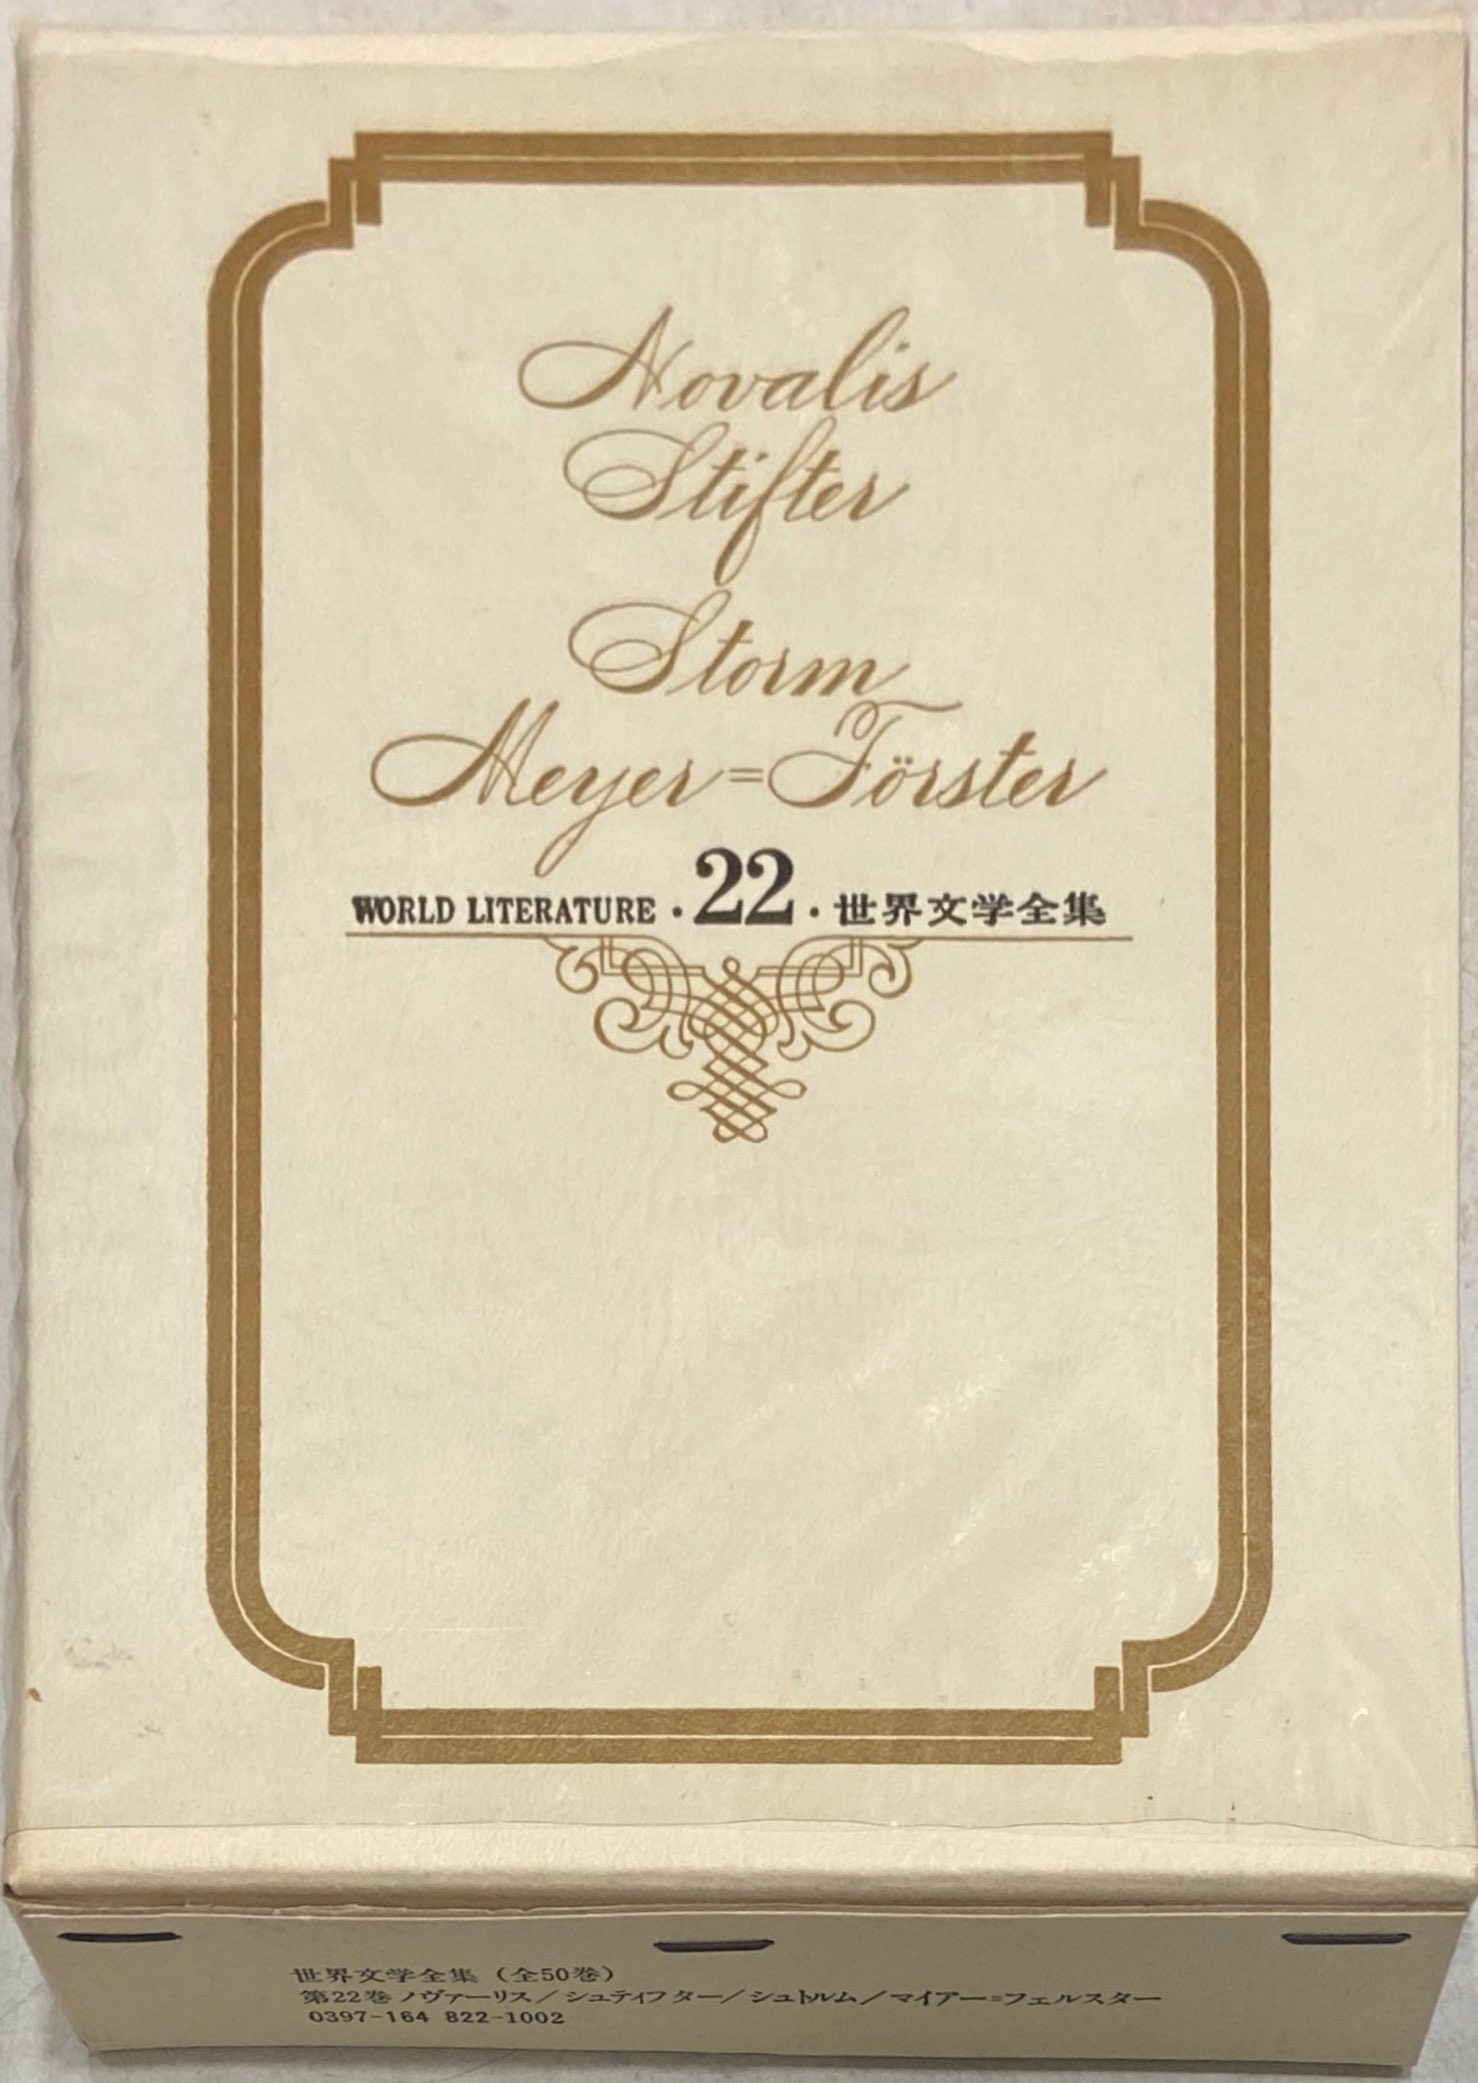 Novalis
Stifter
Storm
Meyer=Förster
WORLD LITERATURE・22・世界文学全集
世界文学全集（全50巻）
第22巻 ノヴァーリス／シュティフター／シュトルム／マイアー=フェルスター
0397-164 822-1002